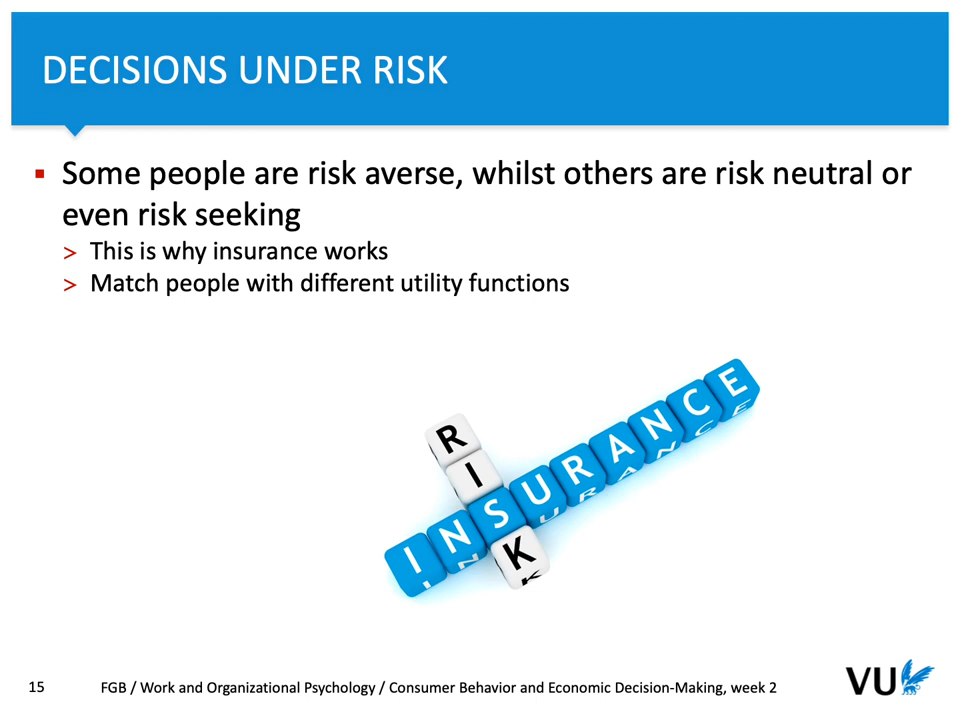 DECISIONS UNDER RISK
▪ Some people are risk averse, whilst others are risk neutral or
even risk seeking
> This is why insurance works
> Match people with different utility functions
RISK
INSURANCE
15 FGB / Work and Organizational Psychology / Consumer Behavior and Economic Decision-Making, week 2
VU